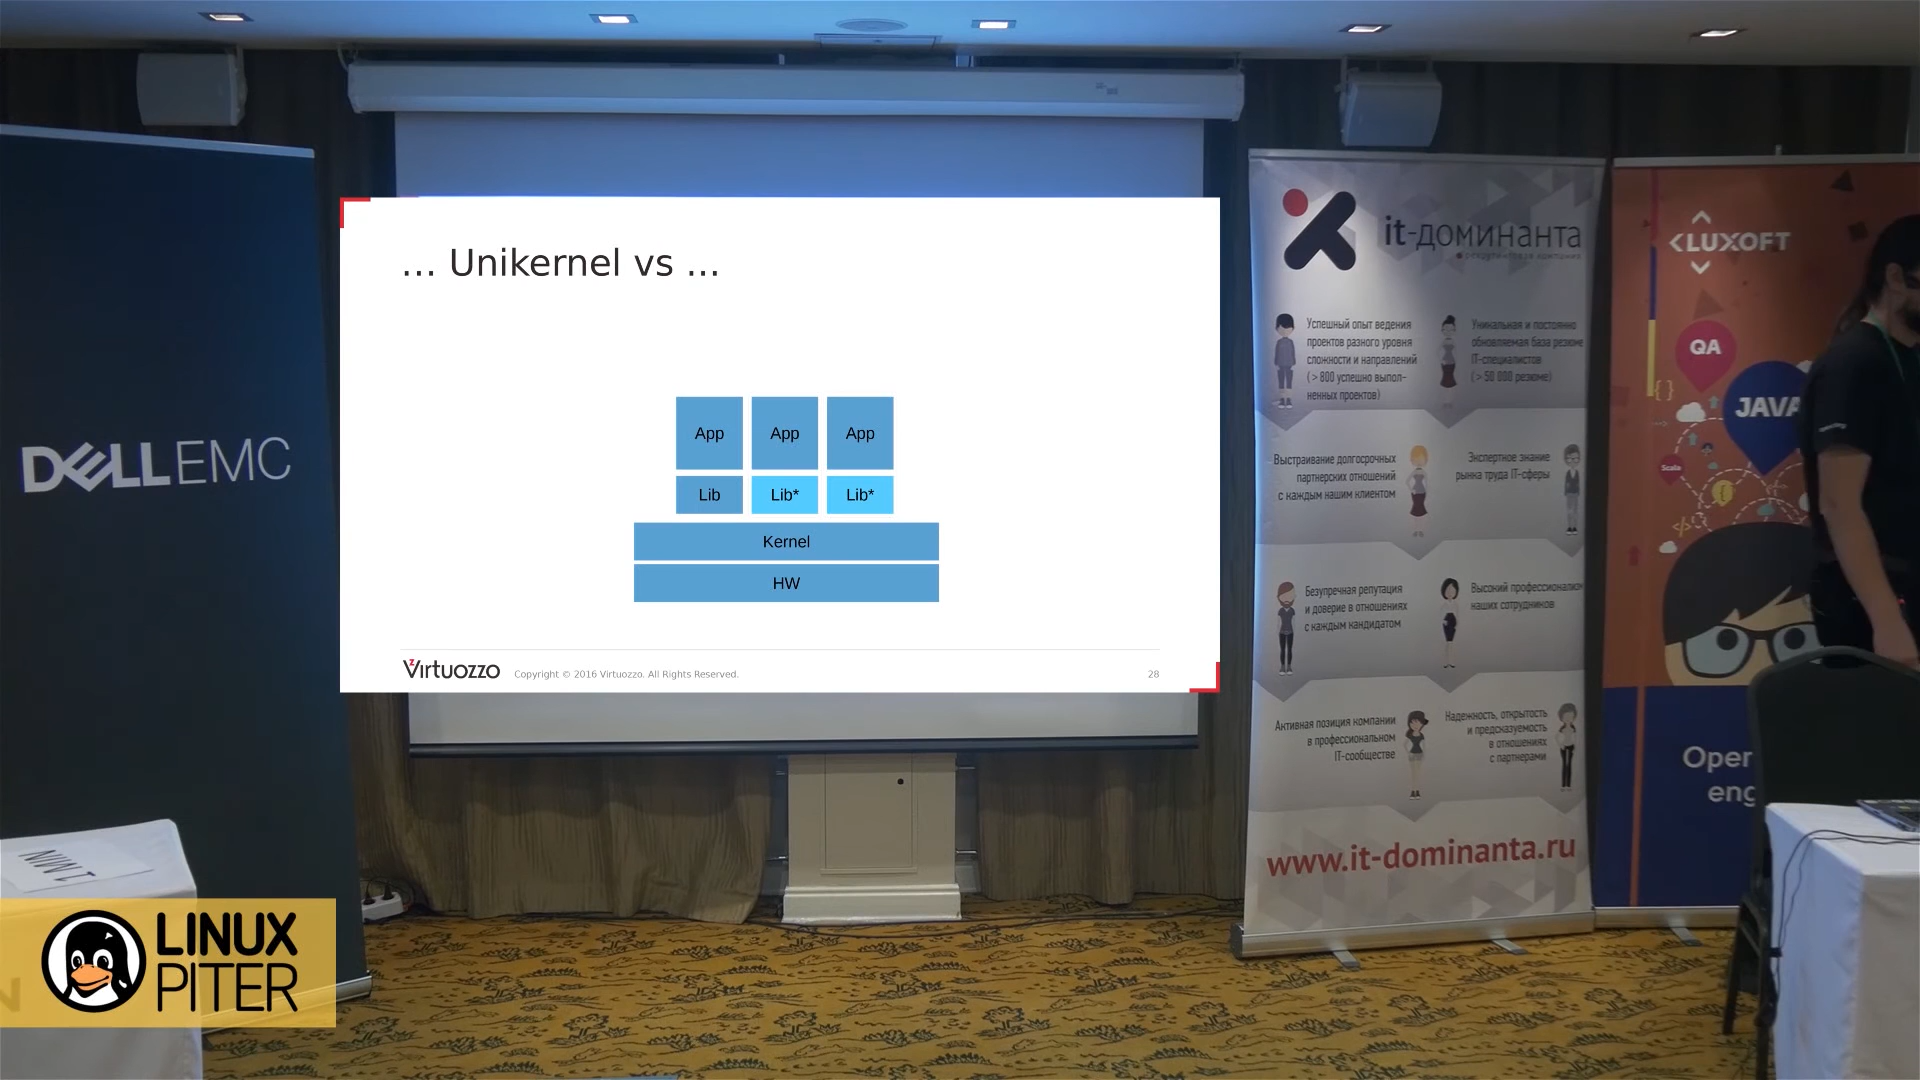 DELLEMC
1 MIN
LINUX
PITER
... Unikernel vs ...
App
App
App
Lib
Lib*
Lib*
Kernel
HW
Virtuozzo
Copyright © 2016 Virtuozzo. All Rights Reserved.
28
it-доминанта
Успешный опыт ведения
проектов разного уровня
сложности и направлений
(>800 успешно выпол-
ненных проектов)
Уникальная и постоянно
обновляемая база резюме
IT-специалистов
(>50 000 резюме)
Выстраивание долгосрочных
партнерских отношений
с каждым нашим клиентом
Экспертное знание
рынка труда IT-сферы
Безупречная репутация
и доверие в отношениях
с каждым кандидатом
Высокий профессионализм
наших сотрудников
Активная позиция компании
в профессиональном
IT-сообществе
Надежность, открытость
и предсказуемость
в отношениях
с партнерами
www.it-dominanta.ru
LUXOFT
QA
{}
JAVA
Scala
Oper
eng